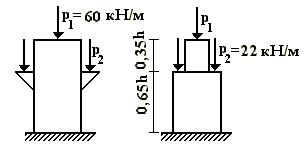 p₁= 60 кН/м
p₂
0,35h
0,65h
p₁
p₂=22 кН/м